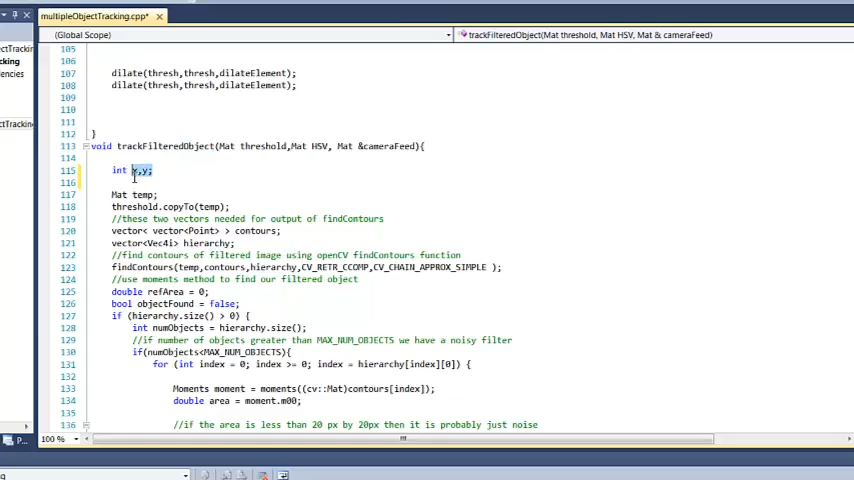 multipleObjectTracking.cpp*
(Global Scope)
trackFilteredObject(Mat threshold, Mat HSV, Mat & cameraFeed)
105
106
107 dilate(thresh,thresh,dilateElement);
108 dilate(thresh,thresh,dilateElement);
109
110
111
112 }
113 void trackFilteredObject(Mat threshold,Mat HSV, Mat &cameraFeed){
114
115 int x,y;
116
117 Mat temp;
118 threshold.copyTo(temp);
119 //these two vectors needed for output of findContours
120 vector< vector<Point> > contours;
121 vector<Vec4i> hierarchy;
122 //find contours of filtered image using openCV findContours function
123 findContours(temp,contours,hierarchy,CV_RETR_CCOMP,CV_CHAIN_APPROX_SIMPLE );
124 //use moments method to find our filtered object
125 double refArea = 0;
126 bool objectFound = false;
127 if (hierarchy.size() > 0) {
128 int numObjects = hierarchy.size();
129 //if number of objects greater than MAX_NUM_OBJECTS we have a noisy filter
130 if(numObjects<MAX_NUM_OBJECTS){
131 for (int index = 0; index >= 0; index = hierarchy[index][0]) {
132
133 Moments moment = moments((cv::Mat)contours[index]);
134 double area = moment.m00;
135
136 //if the area is less than 20 px by 20px then it is probably just noise
100 %